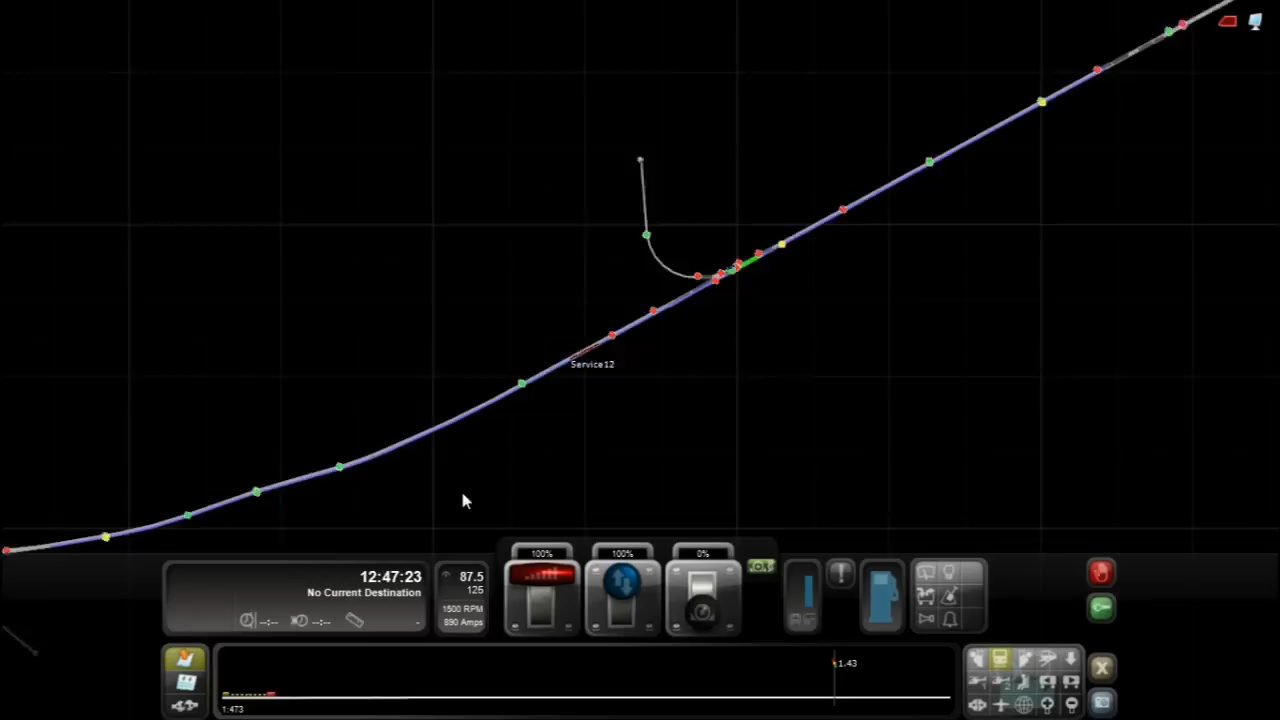 Service12
100%
100%
0%
12:47:23
No Current Destination
--:--
--:--
-
87.5
125
1500 RPM
890 Amps
1.43
1:473